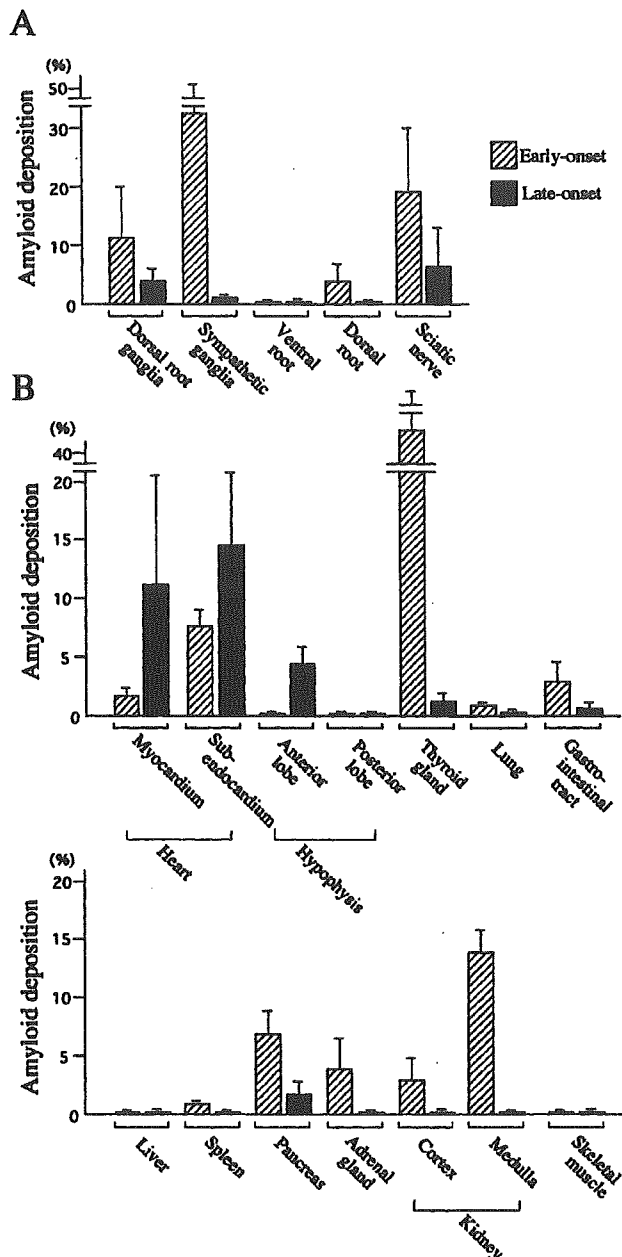 A
(%)
50
30
20
10
0
Amyloid deposition
Early-onset
Late-onset
Dorsal root
ganglia
Sympathetic
ganglia
Ventral
root
Dorsal
root
Sciatic
nerve
B
(%)
40
20
15
10
5
0
Amyloid deposition
Myocardium
Sub-
endocardium
Anterior
lobe
Posterior
lobe
Thyroid
gland
Lung
Gastro-
intestinal
tract
Heart
Hypophysis
(%)
20
15
10
5
0
Amyloid deposition
Liver
Spleen
Pancreas
Adrenal
gland
Cortex
Medulla
Skeletal
muscle
Kidney